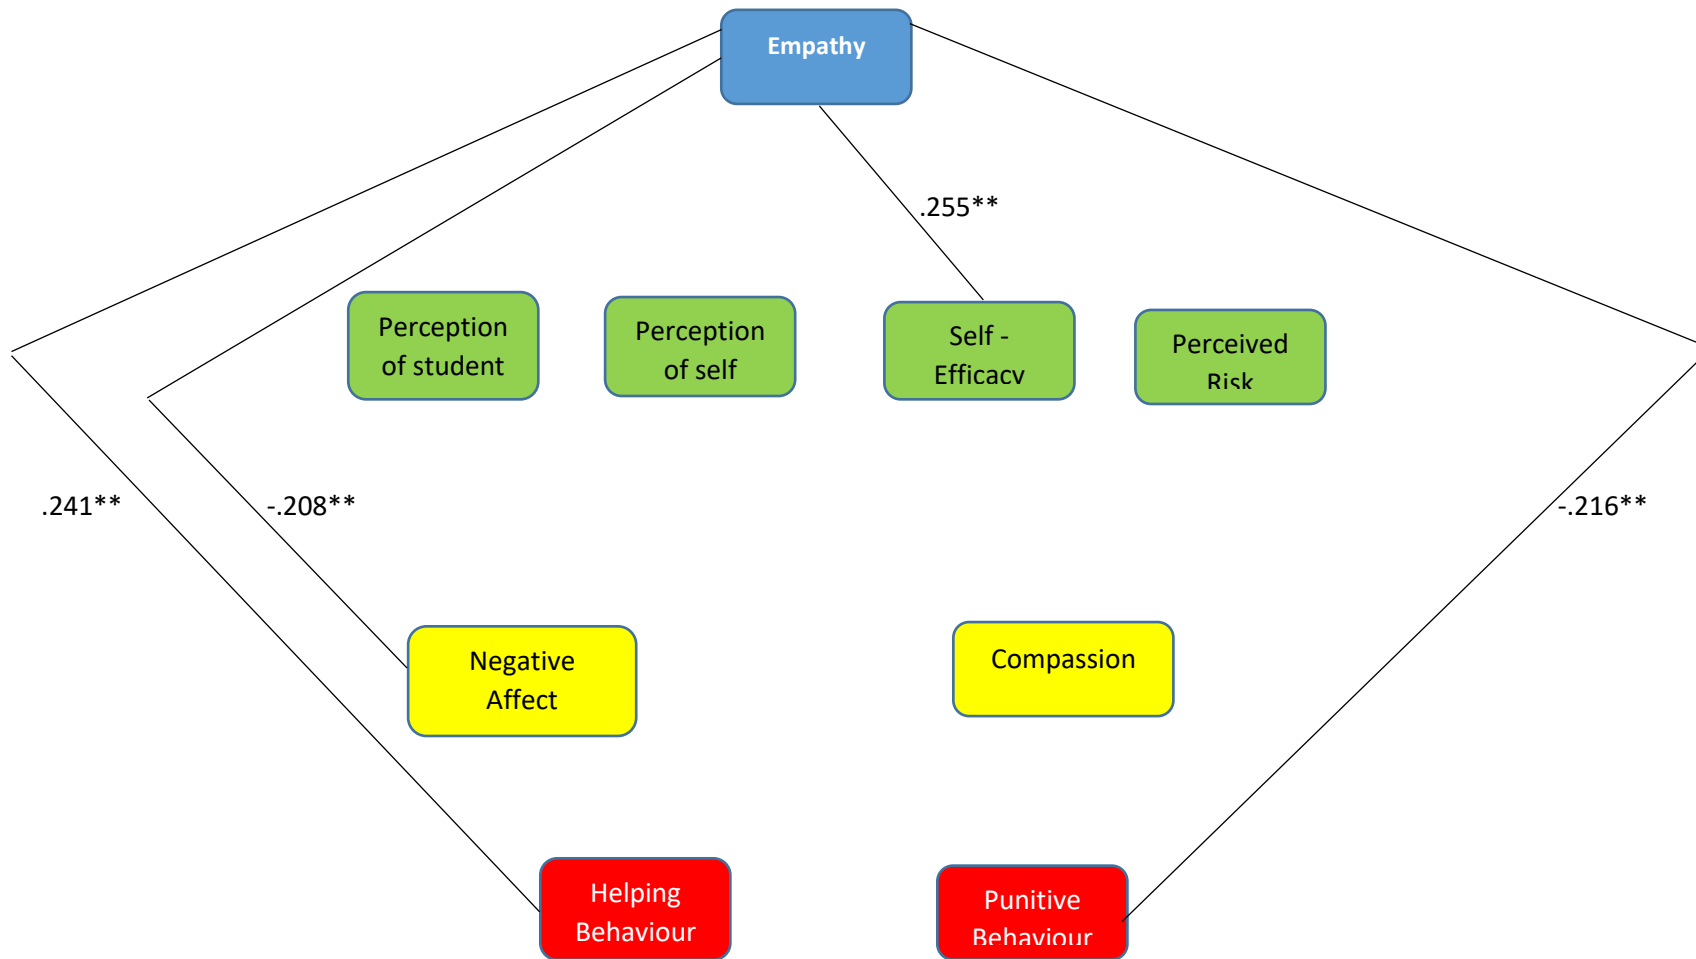 Empathy
.255**
Perception
of student
Perception
of self
Self -
Efficacy
Perceived
Risk
.241**
-.208**
-.216**
Negative
Affect
Compassion
Helping
Behaviour
Punitive
Behaviour